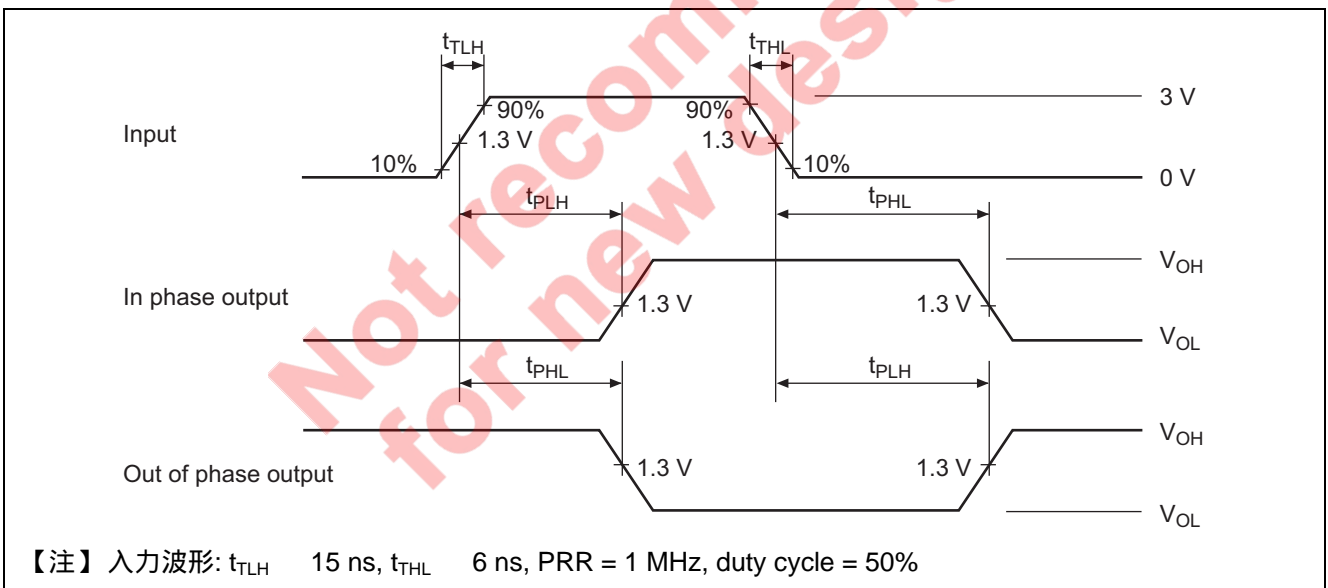 tTLH
tTHL
3 V
90%
90%
Input
1.3 V
1.3 V
10%
10%
0 V
tPLH
tPHL
VOH
In phase output
1.3 V
1.3 V
VOL
tPHL
tPLH
VOH
Out of phase output
1.3 V
1.3 V
VOL
【注】入力波形: tTLH 15 ns, tTHL 6 ns, PRR = 1 MHz, duty cycle = 50%
Not recom
for new desi